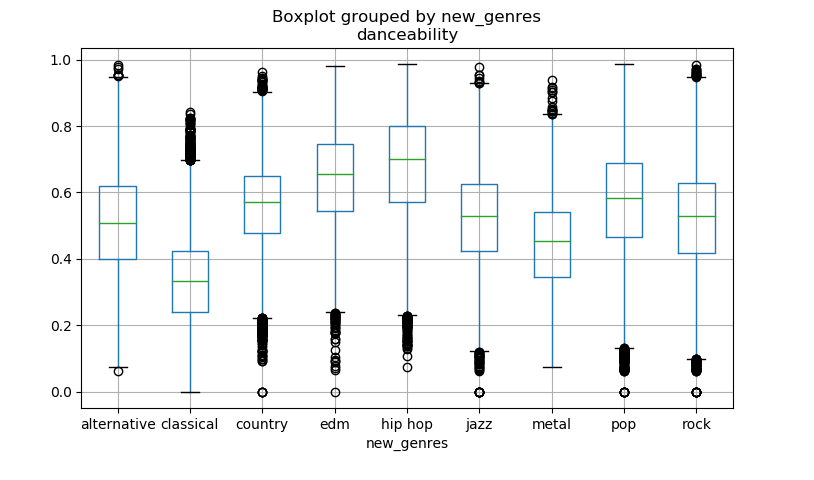 Boxplot grouped by new_genres
danceability
1.0
0.8
0.6
0.4
0.2
0.0
alternative classical country edm hip hop jazz metal pop rock
new_genres